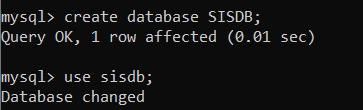 mysql> create database SISDB;
Query OK, 1 row affected (0.01 sec)
mysql> use sisdb;
Database changed